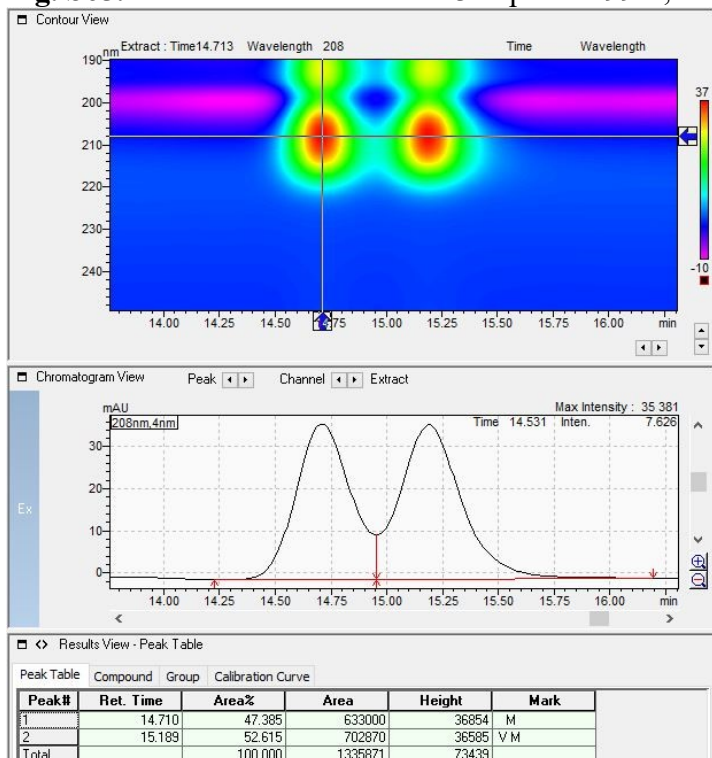 Contour View
nm Extract : Time14.713 Wavelength 208 Time Wavelength
190
200
210
220
230
240
37
-10
14.00 14.25 14.50 14.75 15.00 15.25 15.50 15.75 16.00 min
Chromatogram View Peak Channel Extract
mAU Max Intensity : 35 381
208nm,4nm Time 14.531 Inten. 7.626
30
20
10
0
Ex
14.00 14.25 14.50 14.75 15.00 15.25 15.50 15.75 16.00 min
Results View - Peak Table
Peak Table Compound Group Calibration Curve
Peak# Ret. Time Area% Area Height Mark
1 14.710 47.385 633000 36854 M
2 15.189 52.615 702870 36585 V M
Total 100.000 1335871 73439